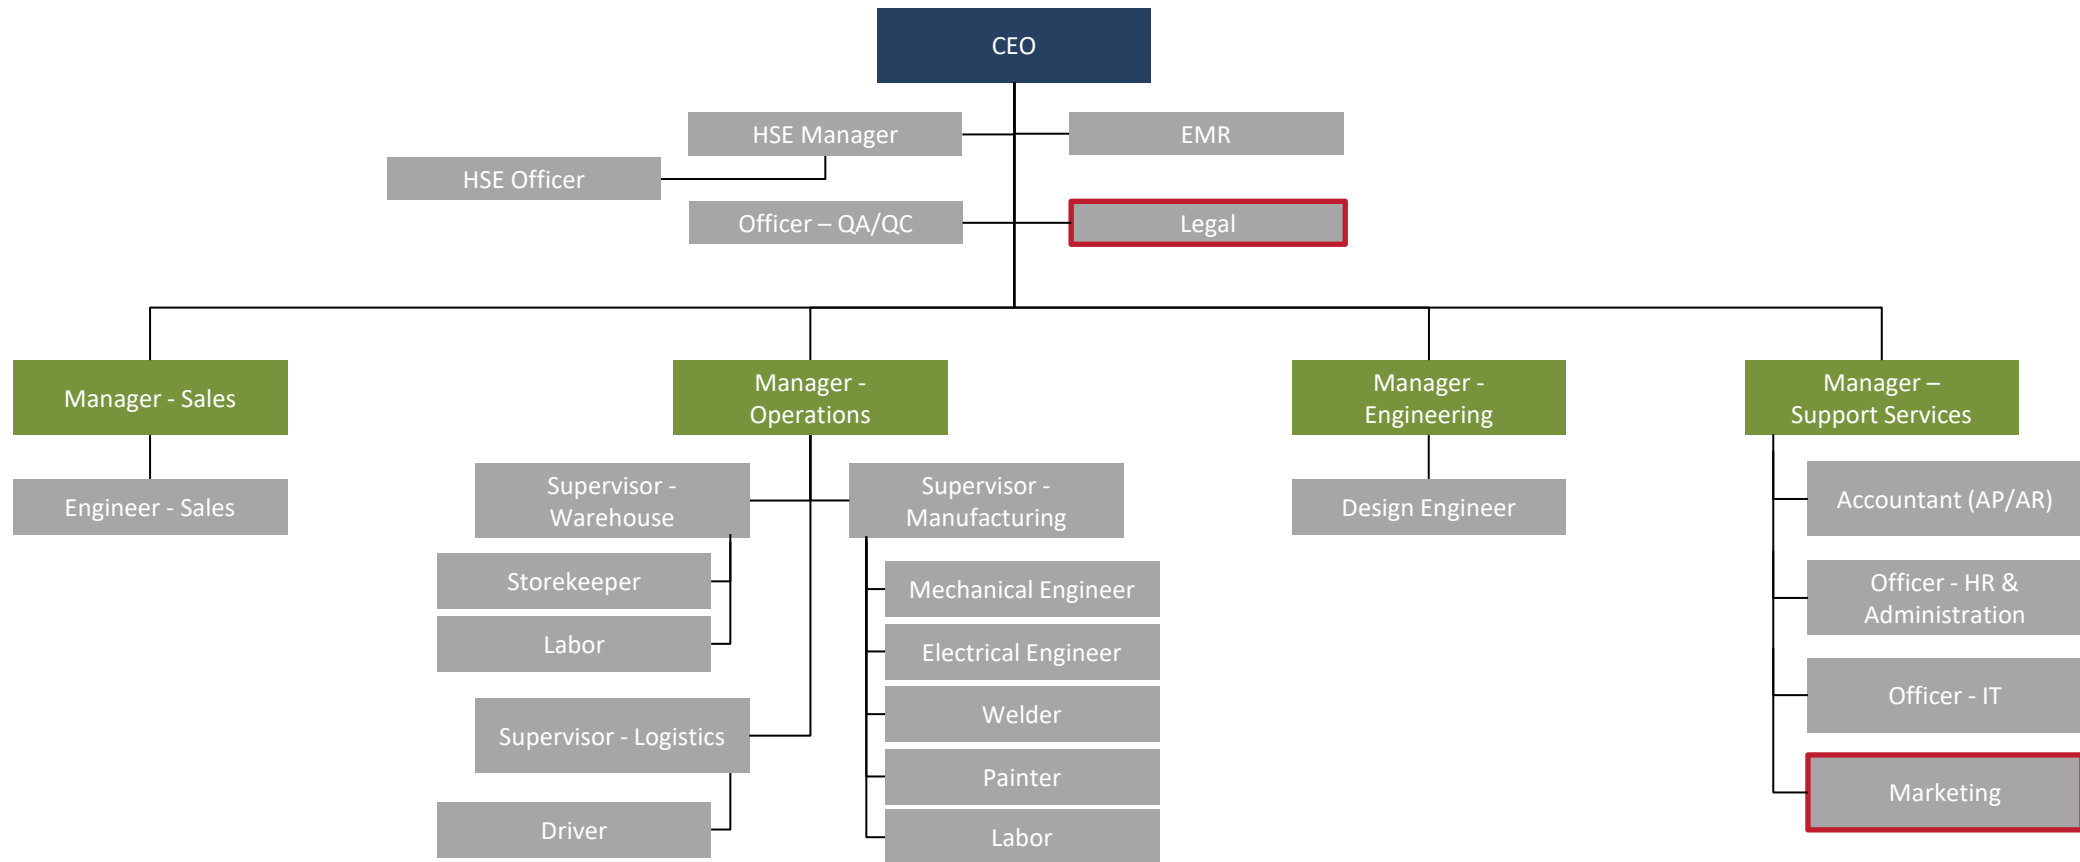 CEO
HSE Manager
EMR
HSE Officer
Officer – QA/QC
Legal
Manager - Sales
Manager -
Operations
Manager -
Engineering
Manager –
Support Services
Engineer - Sales
Supervisor -
Warehouse
Supervisor -
Manufacturing
Design Engineer
Accountant (AP/AR)
Storekeeper
Mechanical Engineer
Officer - HR &
Administration
Labor
Electrical Engineer
Officer - IT
Supervisor - Logistics
Welder
Painter
Marketing
Driver
Labor